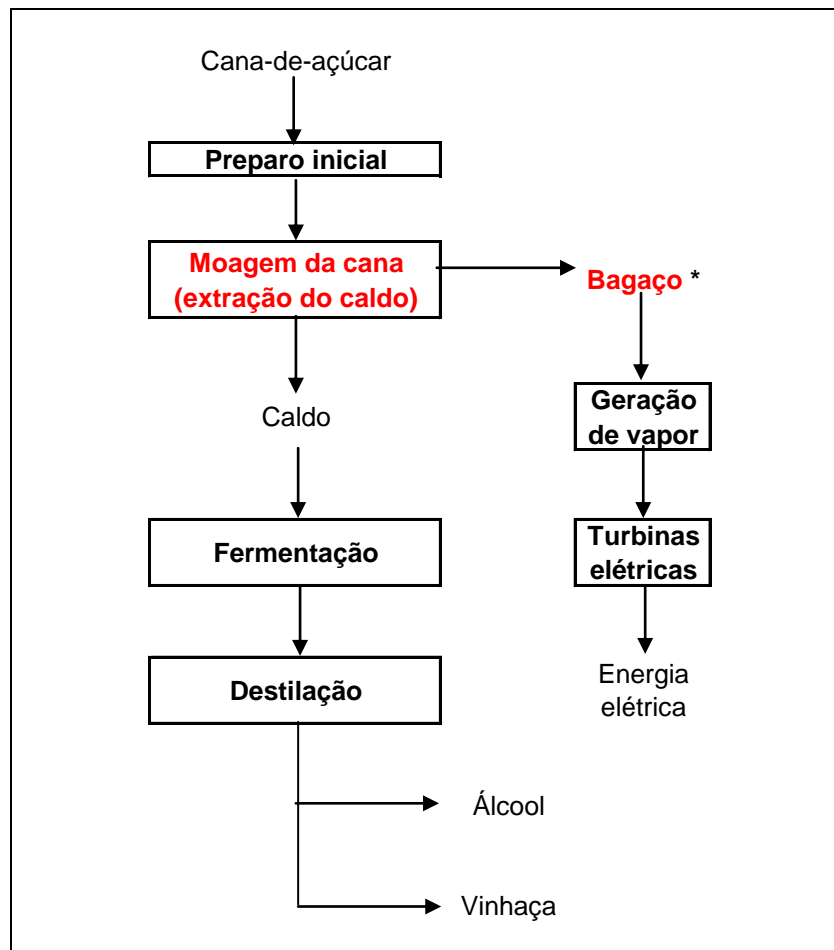 Cana-de-açúcar
Preparo inicial
Moagem da cana
(extração do caldo)
Bagaço *
Caldo
Geração
de vapor
Fermentação
Turbinas
elétricas
Destilação
Energia
elétrica
Álcool
Vinhaça